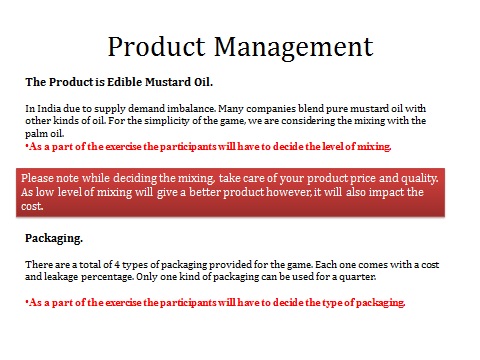 Product Management
The Product is Edible Mustard Oil.
In India due to supply demand imbalance. Many companies blend pure mustard oil with
other kinds of oil. For the simplicity of the game, we are considering the mixing with the
palm oil.
•As a part of the exercise the participants will have to decide the level of mixing.
Please note while deciding the mixing, take care of your product price and quality.
As low level of mixing will give a better product however, it will also impact the
cost.
Packaging.
There are a total of 4 types of packaging provided for the game. Each one comes with a cost
and leakage percentage. Only one kind of packaging can be used for a quarter.
•As a part of the exercise the participants will have to decide the type of packaging.